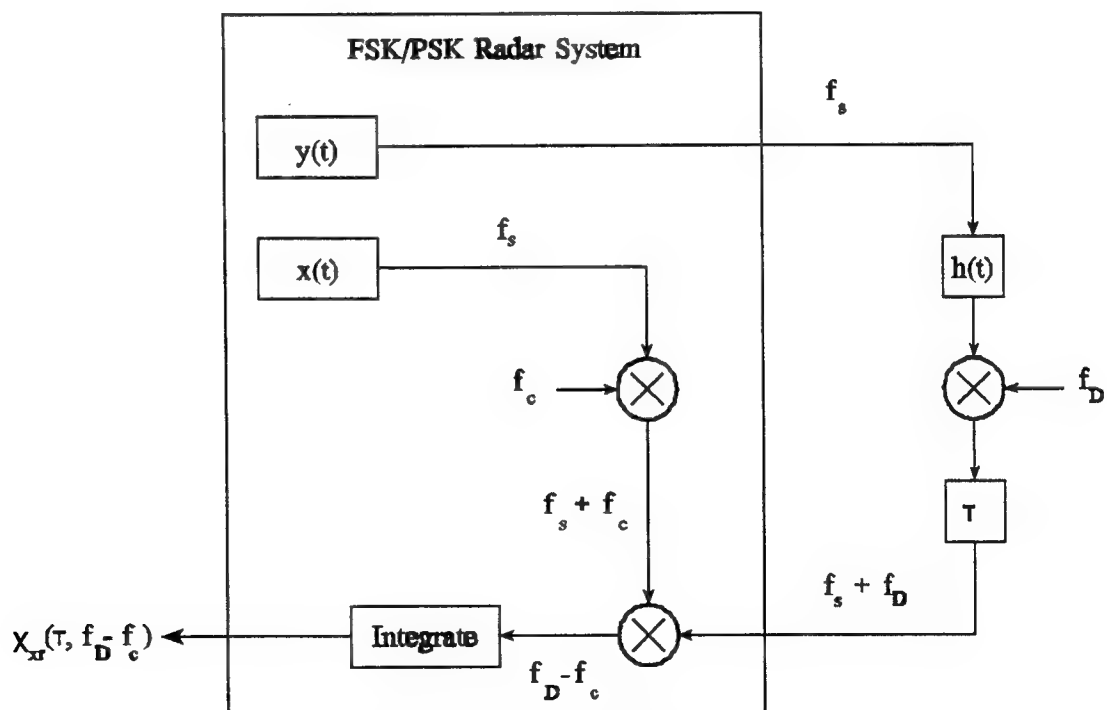 FSK/PSK Radar System
f_s
y(t)
f_s
x(t)
h(t)
f_c
f_D
f_s + f_c
τ
f_s + f_D
χ_xr(τ, f_D- f_c)
Integrate
f_D-f_c